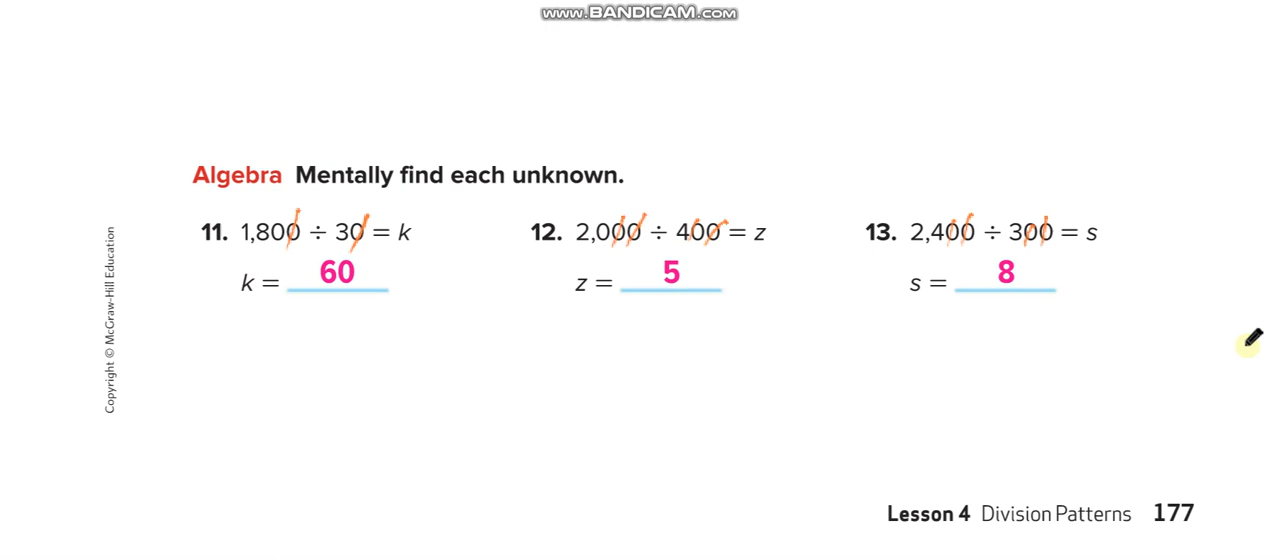 www.BANDICAM.com
Algebra Mentally find each unknown.
11. 1,800 ÷ 30 = k
k = 60
12. 2,000 ÷ 400 = z
z = 5
13. 2,400 ÷ 300 = s
s = 8
Copyright © McGraw-Hill Education
Lesson 4 Division Patterns 177